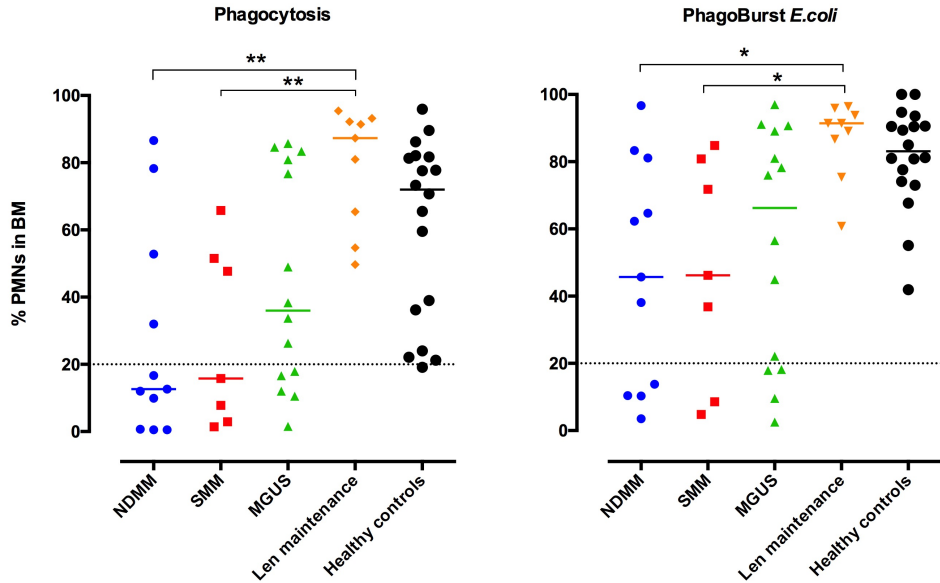 Phagocytosis
PhagoBurst E.coli
**
**
*
*
% PMNs in BM
100
80
60
40
20
0
NDMM
SMM
MGUS
Len maintenance
Healthy controls
100
80
60
40
20
0
NDMM
SMM
MGUS
Len maintenance
Healthy controls